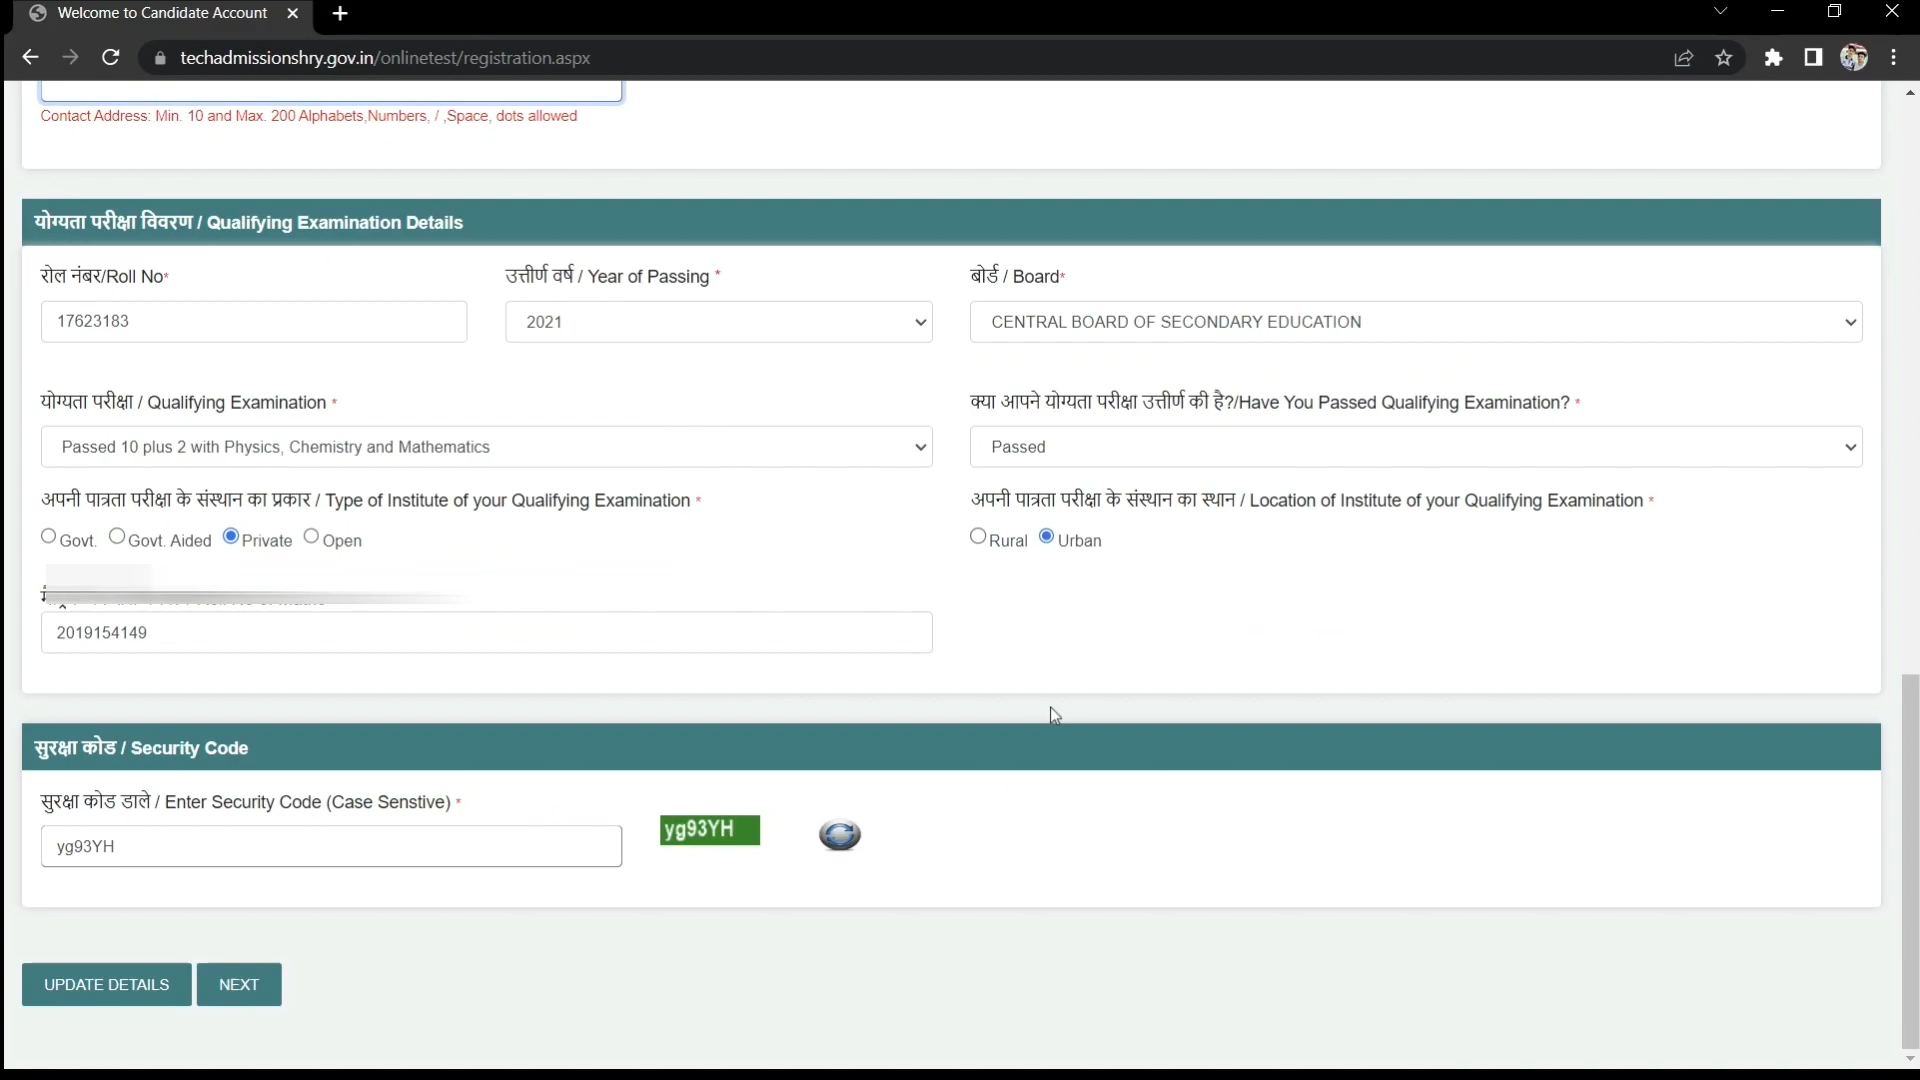 Welcome to Candidate Account
techadmissionshry.gov.in/onlinetest/registration.aspx
Contact Address: Min. 10 and Max. 200 Alphabets,Numbers, / ,Space, dots allowed
योग्यता परीक्षा विवरण / Qualifying Examination Details
रोल नंबर/Roll No* उत्तीर्ण वर्ष / Year of Passing * बोर्ड / Board*
17623183 2021 CENTRAL BOARD OF SECONDARY EDUCATION
योग्यता परीक्षा / Qualifying Examination * क्या आपने योग्यता परीक्षा उत्तीर्ण की है?/Have You Passed Qualifying Examination? *
Passed 10 plus 2 with Physics, Chemistry and Mathematics Passed
अपनी पात्रता परीक्षा के संस्थान का प्रकार / Type of Institute of your Qualifying Examination * अपनी पात्रता परीक्षा के संस्थान का स्थान / Location of Institute of your Qualifying Examination *
Govt. Govt. Aided Private Open Rural Urban
2019154149
सुरक्षा कोड / Security Code
सुरक्षा कोड डाले / Enter Security Code (Case Senstive) *
yg93YH yg93YH
UPDATE DETAILS NEXT